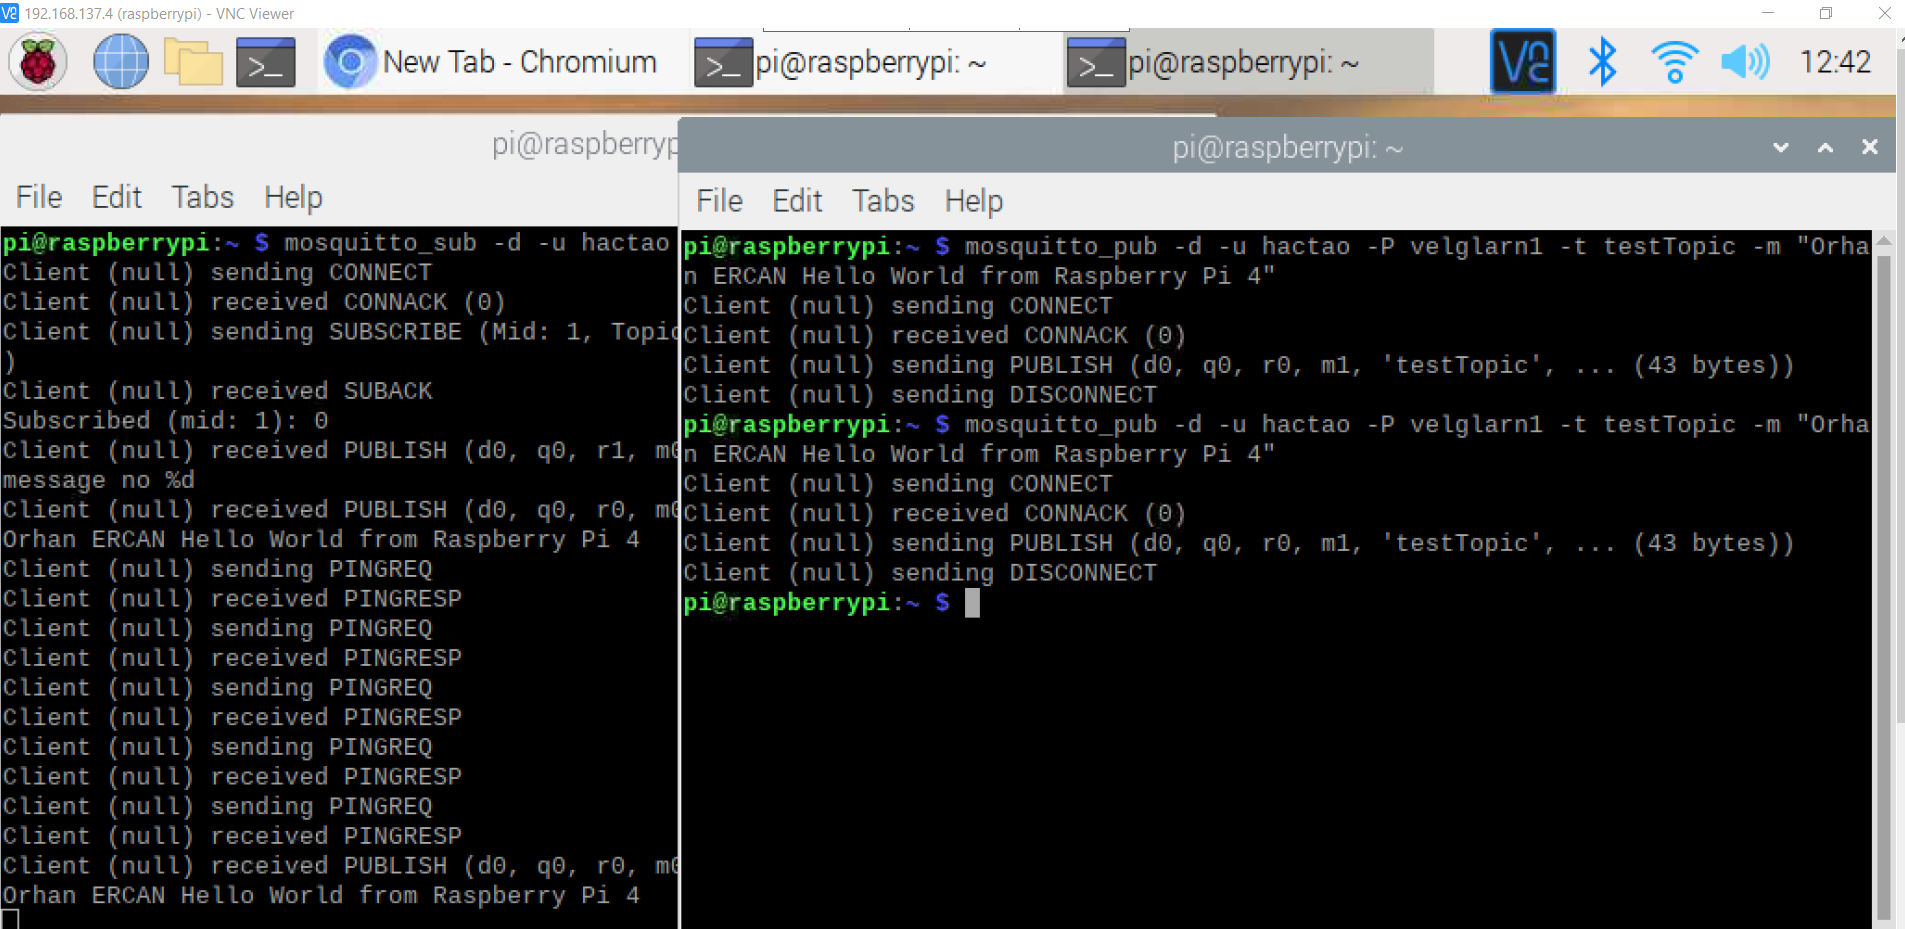 192.168.137.4 (raspberrypi) - VNC Viewer
New Tab - Chromium
pi@raspberrypi: ~
pi@raspberrypi: ~
12:42
pi@raspberryp
File Edit Tabs Help
pi@raspberrypi:~ $ mosquitto_sub -d -u hactao
Client (null) sending CONNECT
Client (null) received CONNACK (0)
Client (null) sending SUBSCRIBE (Mid: 1, Topic
)
Client (null) received SUBACK
Subscribed (mid: 1): 0
Client (null) received PUBLISH (d0, q0, r1, m0
message no %d
Client (null) received PUBLISH (d0, q0, r0, m0
Orhan ERCAN Hello World from Raspberry Pi 4
Client (null) sending PINGREQ
Client (null) received PINGRESP
Client (null) sending PINGREQ
Client (null) received PINGRESP
Client (null) sending PINGREQ
Client (null) received PINGRESP
Client (null) sending PINGREQ
Client (null) received PINGRESP
Client (null) sending PINGREQ
Client (null) received PINGRESP
Client (null) received PUBLISH (d0, q0, r0, m0
Orhan ERCAN Hello World from Raspberry Pi 4
pi@raspberrypi: ~
File Edit Tabs Help
pi@raspberrypi:~ $ mosquitto_pub -d -u hactao -P velglarn1 -t testTopic -m "Orha
n ERCAN Hello World from Raspberry Pi 4"
Client (null) sending CONNECT
Client (null) received CONNACK (0)
Client (null) sending PUBLISH (d0, q0, r0, m1, 'testTopic', ... (43 bytes))
Client (null) sending DISCONNECT
pi@raspberrypi:~ $ mosquitto_pub -d -u hactao -P velglarn1 -t testTopic -m "Orha
n ERCAN Hello World from Raspberry Pi 4"
Client (null) sending CONNECT
Client (null) received CONNACK (0)
Client (null) sending PUBLISH (d0, q0, r0, m1, 'testTopic', ... (43 bytes))
Client (null) sending DISCONNECT
pi@raspberrypi:~ $